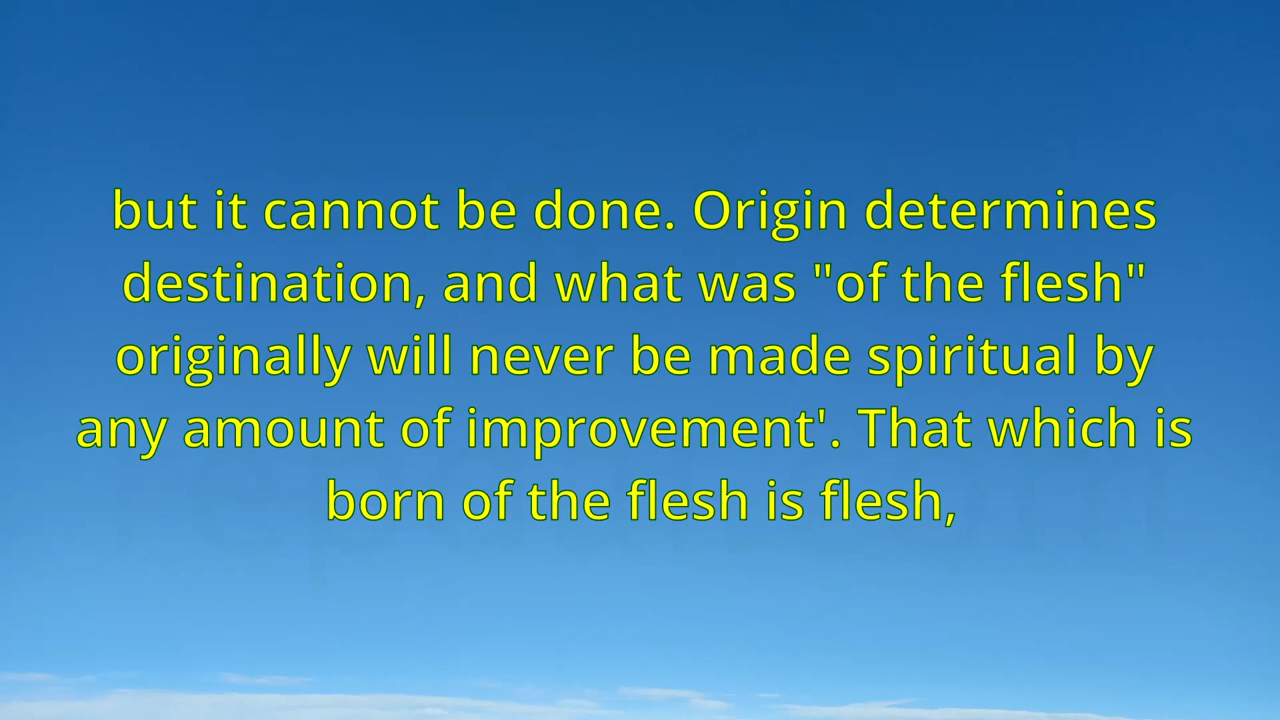 but it cannot be done. Origin determines
destination, and what was "of the flesh"
originally will never be made spiritual by
any amount of improvement'. That which is
born of the flesh is flesh,